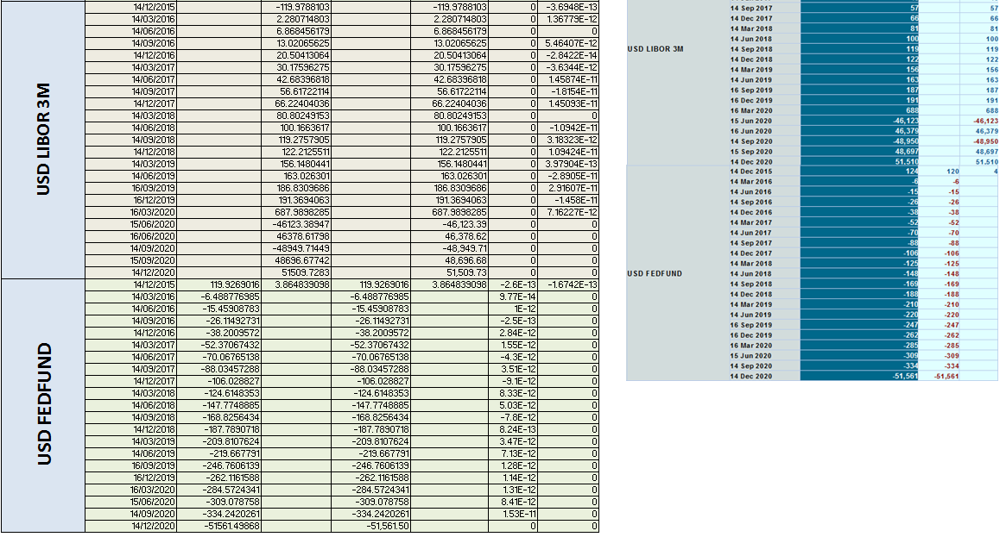 USD LIBOR 3M
14/12/2015 -119.9788103 -119.9788103 0 -3.6948E-13
14/03/2016 2.280714803 2.280714803 0 1.36779E-12
14/06/2016 6.868456179 6.868456179 0 0
14/09/2016 13.02065625 13.02065625 0 5.46407E-12
14/12/2016 20.50413064 20.50413064 0 -2.8422E-14
14/03/2017 30.17596275 30.17596275 0 -3.6344E-12
14/06/2017 42.68396818 42.68396818 0 1.45874E-11
14/09/2017 56.61722114 56.61722114 0 -1.8154E-11
14/12/2017 66.22404036 66.22404036 0 1.45093E-11
14/03/2018 80.80249153 80.80249153 0 0
14/06/2018 100.1663617 100.1663617 0 -1.0942E-11
14/09/2018 119.2757905 119.2757905 0 3.18323E-12
14/12/2018 122.2125511 122.2125511 0 1.09424E-11
14/03/2019 156.1480441 156.1480441 0 3.97904E-13
14/06/2019 163.026301 163.026301 0 -2.8905E-11
16/09/2019 186.8309686 186.8309686 0 2.91607E-11
16/12/2019 191.3694063 191.3694063 0 -1.458E-11
16/03/2020 687.9898285 687.9898285 0 7.16227E-12
15/06/2020 -46123.38947 -46,123.39 0 0
16/06/2020 46378.61798 46,378.62 0 0
14/09/2020 -48949.71449 -48,949.71 0 0
15/09/2020 48696.67742 48,696.68 0 0
14/12/2020 51509.7283 51,509.73 0 0
USD FEDFUND
14/12/2015 119.9269016 3.864839098 119.9269016 3.864839098 -2.6E-13 -1.6742E-13
14/03/2016 -6.488776985 -6.488776985 9.77E-14 0
14/06/2016 -15.45908783 -15.45908783 1E-12 0
14/09/2016 -26.11492731 -26.11492731 -2.5E-13 0
14/12/2016 -38.2009572 -38.2009572 2.84E-12 0
14/03/2017 -52.37067432 -52.37067432 1.55E-12 0
14/06/2017 -70.06765138 -70.06765138 -4.3E-12 0
14/09/2017 -88.03457288 -88.03457288 3.51E-12 0
14/12/2017 -106.028827 -106.028827 -9.1E-12 0
14/03/2018 -124.6148353 -124.6148353 8.33E-12 0
14/06/2018 -147.7748885 -147.7748885 5.03E-12 0
14/09/2018 -168.8256434 -168.8256434 -7.8E-12 0
14/12/2018 -187.7890718 -187.7890718 8.24E-13 0
14/03/2019 -209.8107624 -209.8107624 3.47E-12 0
14/06/2019 -219.667791 -219.667791 7.13E-12 0
16/09/2019 -246.7606139 -246.7606139 1.28E-12 0
16/12/2019 -262.1161588 -262.1161588 1.14E-12 0
16/03/2020 -284.5724341 -284.5724341 1.31E-12 0
15/06/2020 -309.078758 -309.078758 8.41E-12 0
14/09/2020 -334.2420261 -334.2420261 1.53E-11 0
14/12/2020 -51561.49868 -51,561.50 0 0
USD LIBOR 3M
14 Sep 2017 57 57
14 Dec 2017 66 66
14 Mar 2018 81 81
14 Jun 2018 100 100
14 Sep 2018 119 119
14 Dec 2018 122 122
14 Mar 2019 156 156
14 Jun 2019 163 163
16 Sep 2019 187 187
16 Dec 2019 191 191
16 Mar 2020 688 688
15 Jun 2020 -46,123 -46,123
16 Jun 2020 46,379 46,379
14 Sep 2020 -48,950 -48,950
15 Sep 2020 48,697 48,697
14 Dec 2020 51,510 51,510
USD FEDFUND
14 Dec 2015 124 120 4
14 Mar 2016 -6 -6
14 Jun 2016 -15 -15
14 Sep 2016 -26 -26
14 Dec 2016 -38 -38
14 Mar 2017 -52 -52
14 Jun 2017 -70 -70
14 Sep 2017 -88 -88
14 Dec 2017 -106 -106
14 Mar 2018 -125 -125
14 Jun 2018 -148 -148
14 Sep 2018 -169 -169
14 Dec 2018 -188 -188
14 Mar 2019 -210 -210
14 Jun 2019 -220 -220
16 Sep 2019 -247 -247
16 Dec 2019 -262 -262
16 Mar 2020 -285 -285
15 Jun 2020 -309 -309
14 Sep 2020 -334 -334
14 Dec 2020 -51,561 -51,561